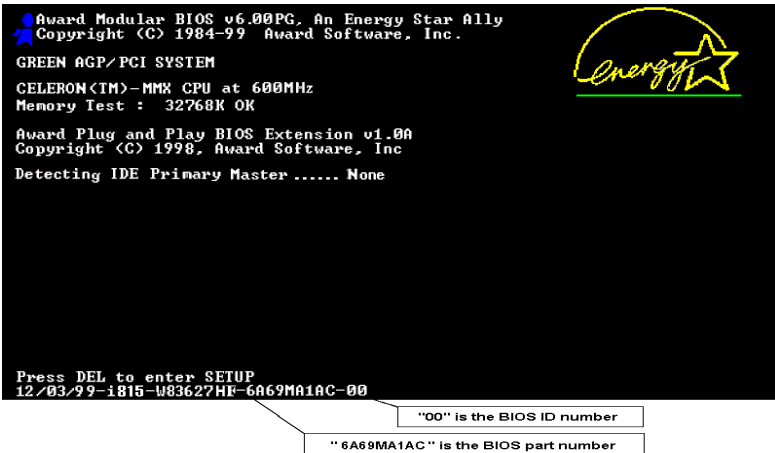 Award Modular BIOS v6.00PG, An Energy Star Ally
Copyright (C) 1984-99 Award Software, Inc.
energy
GREEN AGP/PCI SYSTEM
CELERON(TM)-MMX CPU at 600MHz
Memory Test : 32768K OK
Award Plug and Play BIOS Extension v1.0A
Copyright (C) 1998, Award Software, Inc
Detecting IDE Primary Master ...... None
Press DEL to enter SETUP
12/03/99-i815-W83627HF-6A69MA1AC-00
"00" is the BIOS ID number
" 6A69MA1AC " is the BIOS part number